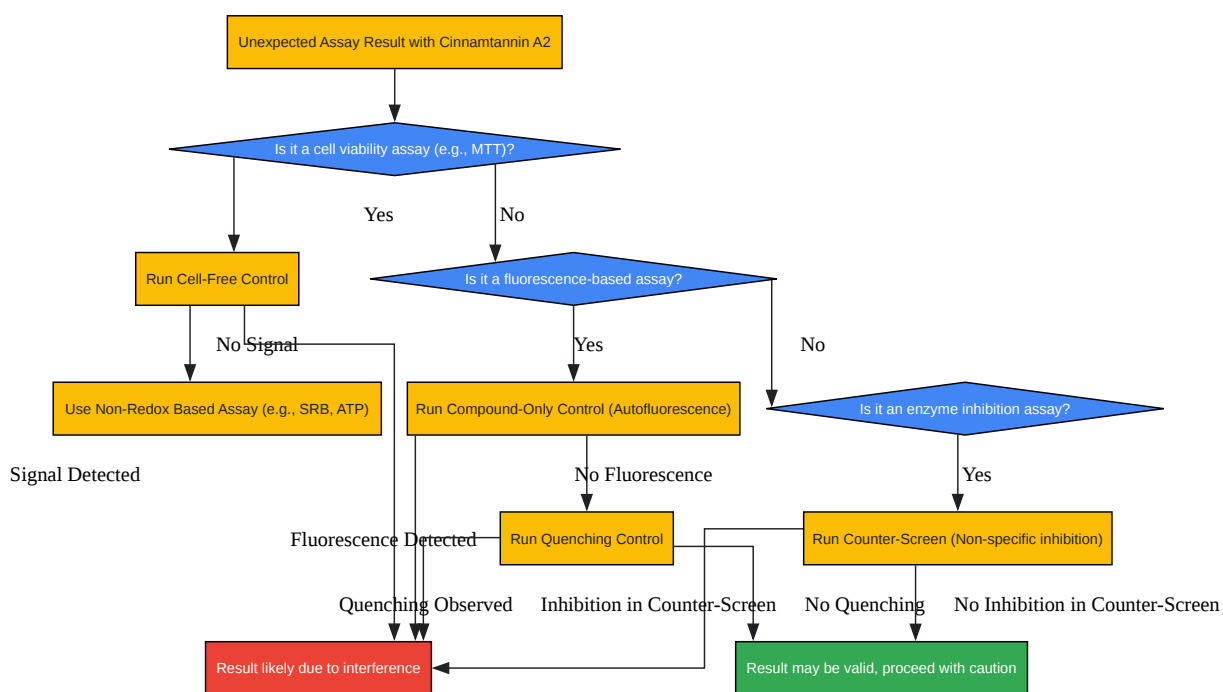 Unexpected Assay Result with Cinnamtannin A2
Is it a cell viability assay (e.g., MTT)?
Yes
No
Run Cell-Free Control
Is it a fluorescence-based assay?
No Signal
Yes
No
Use Non-Redox Based Assay (e.g., SRB, ATP)
Run Compound-Only Control (Autofluorescence)
Is it an enzyme inhibition assay?
Signal Detected
No Fluorescence
Yes
Fluorescence Detected
Run Quenching Control
Run Counter-Screen (Non-specific inhibition)
Quenching Observed
Inhibition in Counter-Screen
No Quenching
No Inhibition in Counter-Screen
Result likely due to interference
Result may be valid, proceed with caution